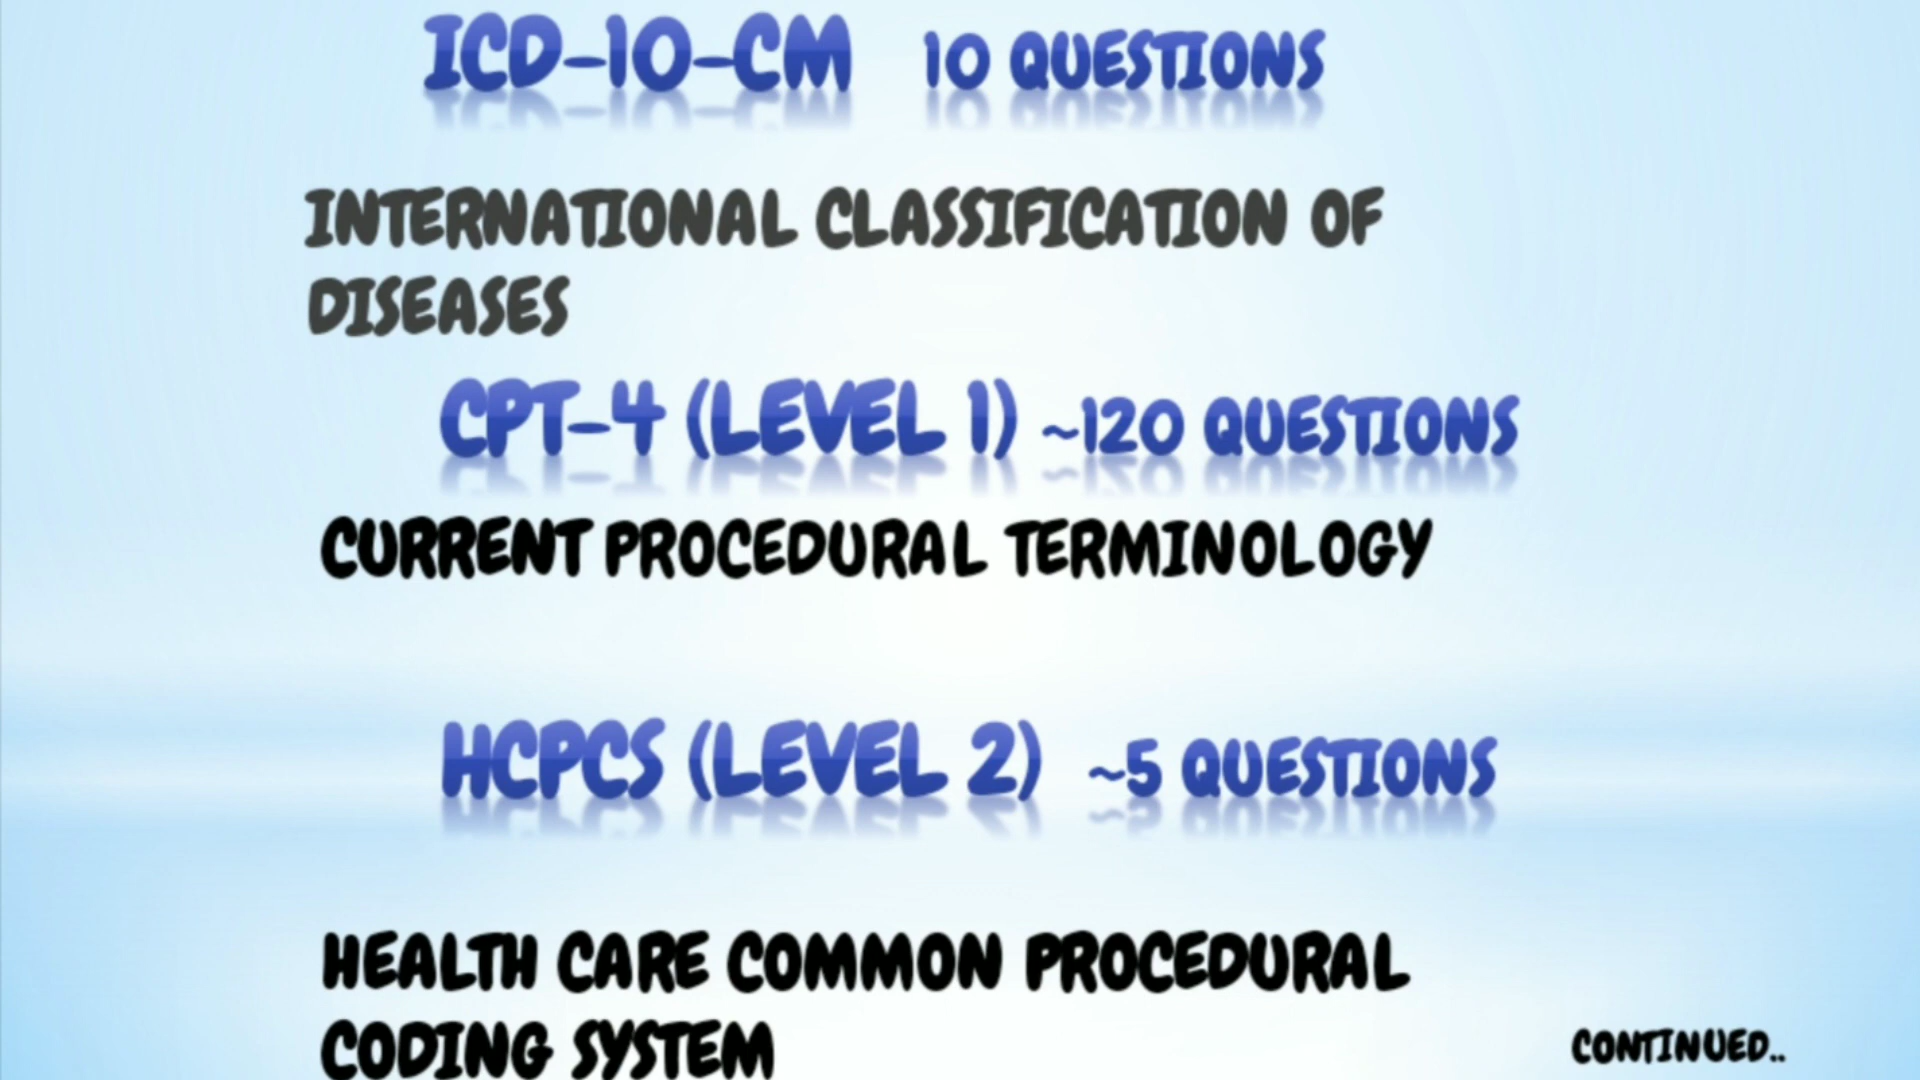 ICD-10-CM 10 QUESTIONS
INTERNATIONAL CLASSIFICATION OF
DISEASES
CPT-4 (LEVEL 1) ~120 QUESTIONS
CURRENT PROCEDURAL TERMINOLOGY
HCPCS (LEVEL 2) ~5 QUESTIONS
HEALTH CARE COMMON PROCEDURAL
CODING SYSTEM
CONTINUED..